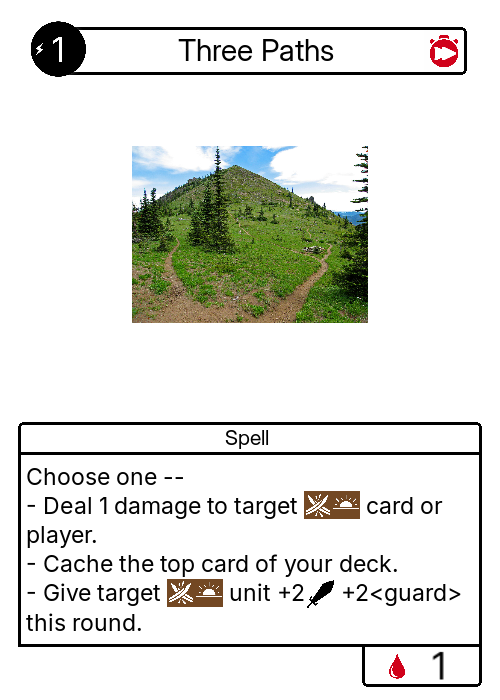 1
Three Paths
Spell
Choose one --
- Deal 1 damage to target card or
player.
- Cache the top card of your deck.
- Give target unit +2 +2<guard>
this round.
1